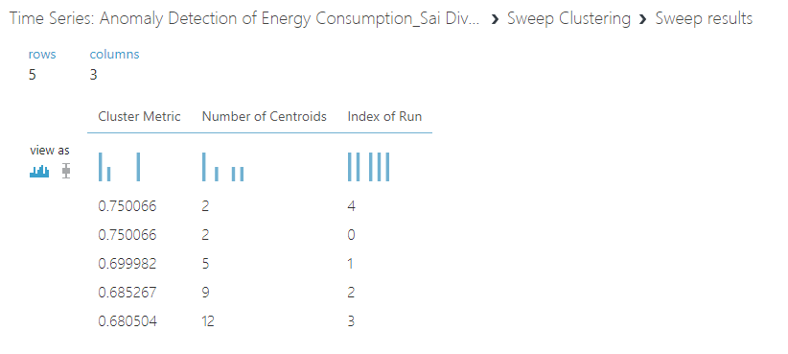 Time Series: Anomaly Detection of Energy Consumption_Sai Div... › Sweep Clustering › Sweep results
rows columns
5 3
Cluster Metric Number of Centroids Index of Run
view as
0.750066 2 4
0.750066 2 0
0.699982 5 1
0.685267 9 2
0.680504 12 3